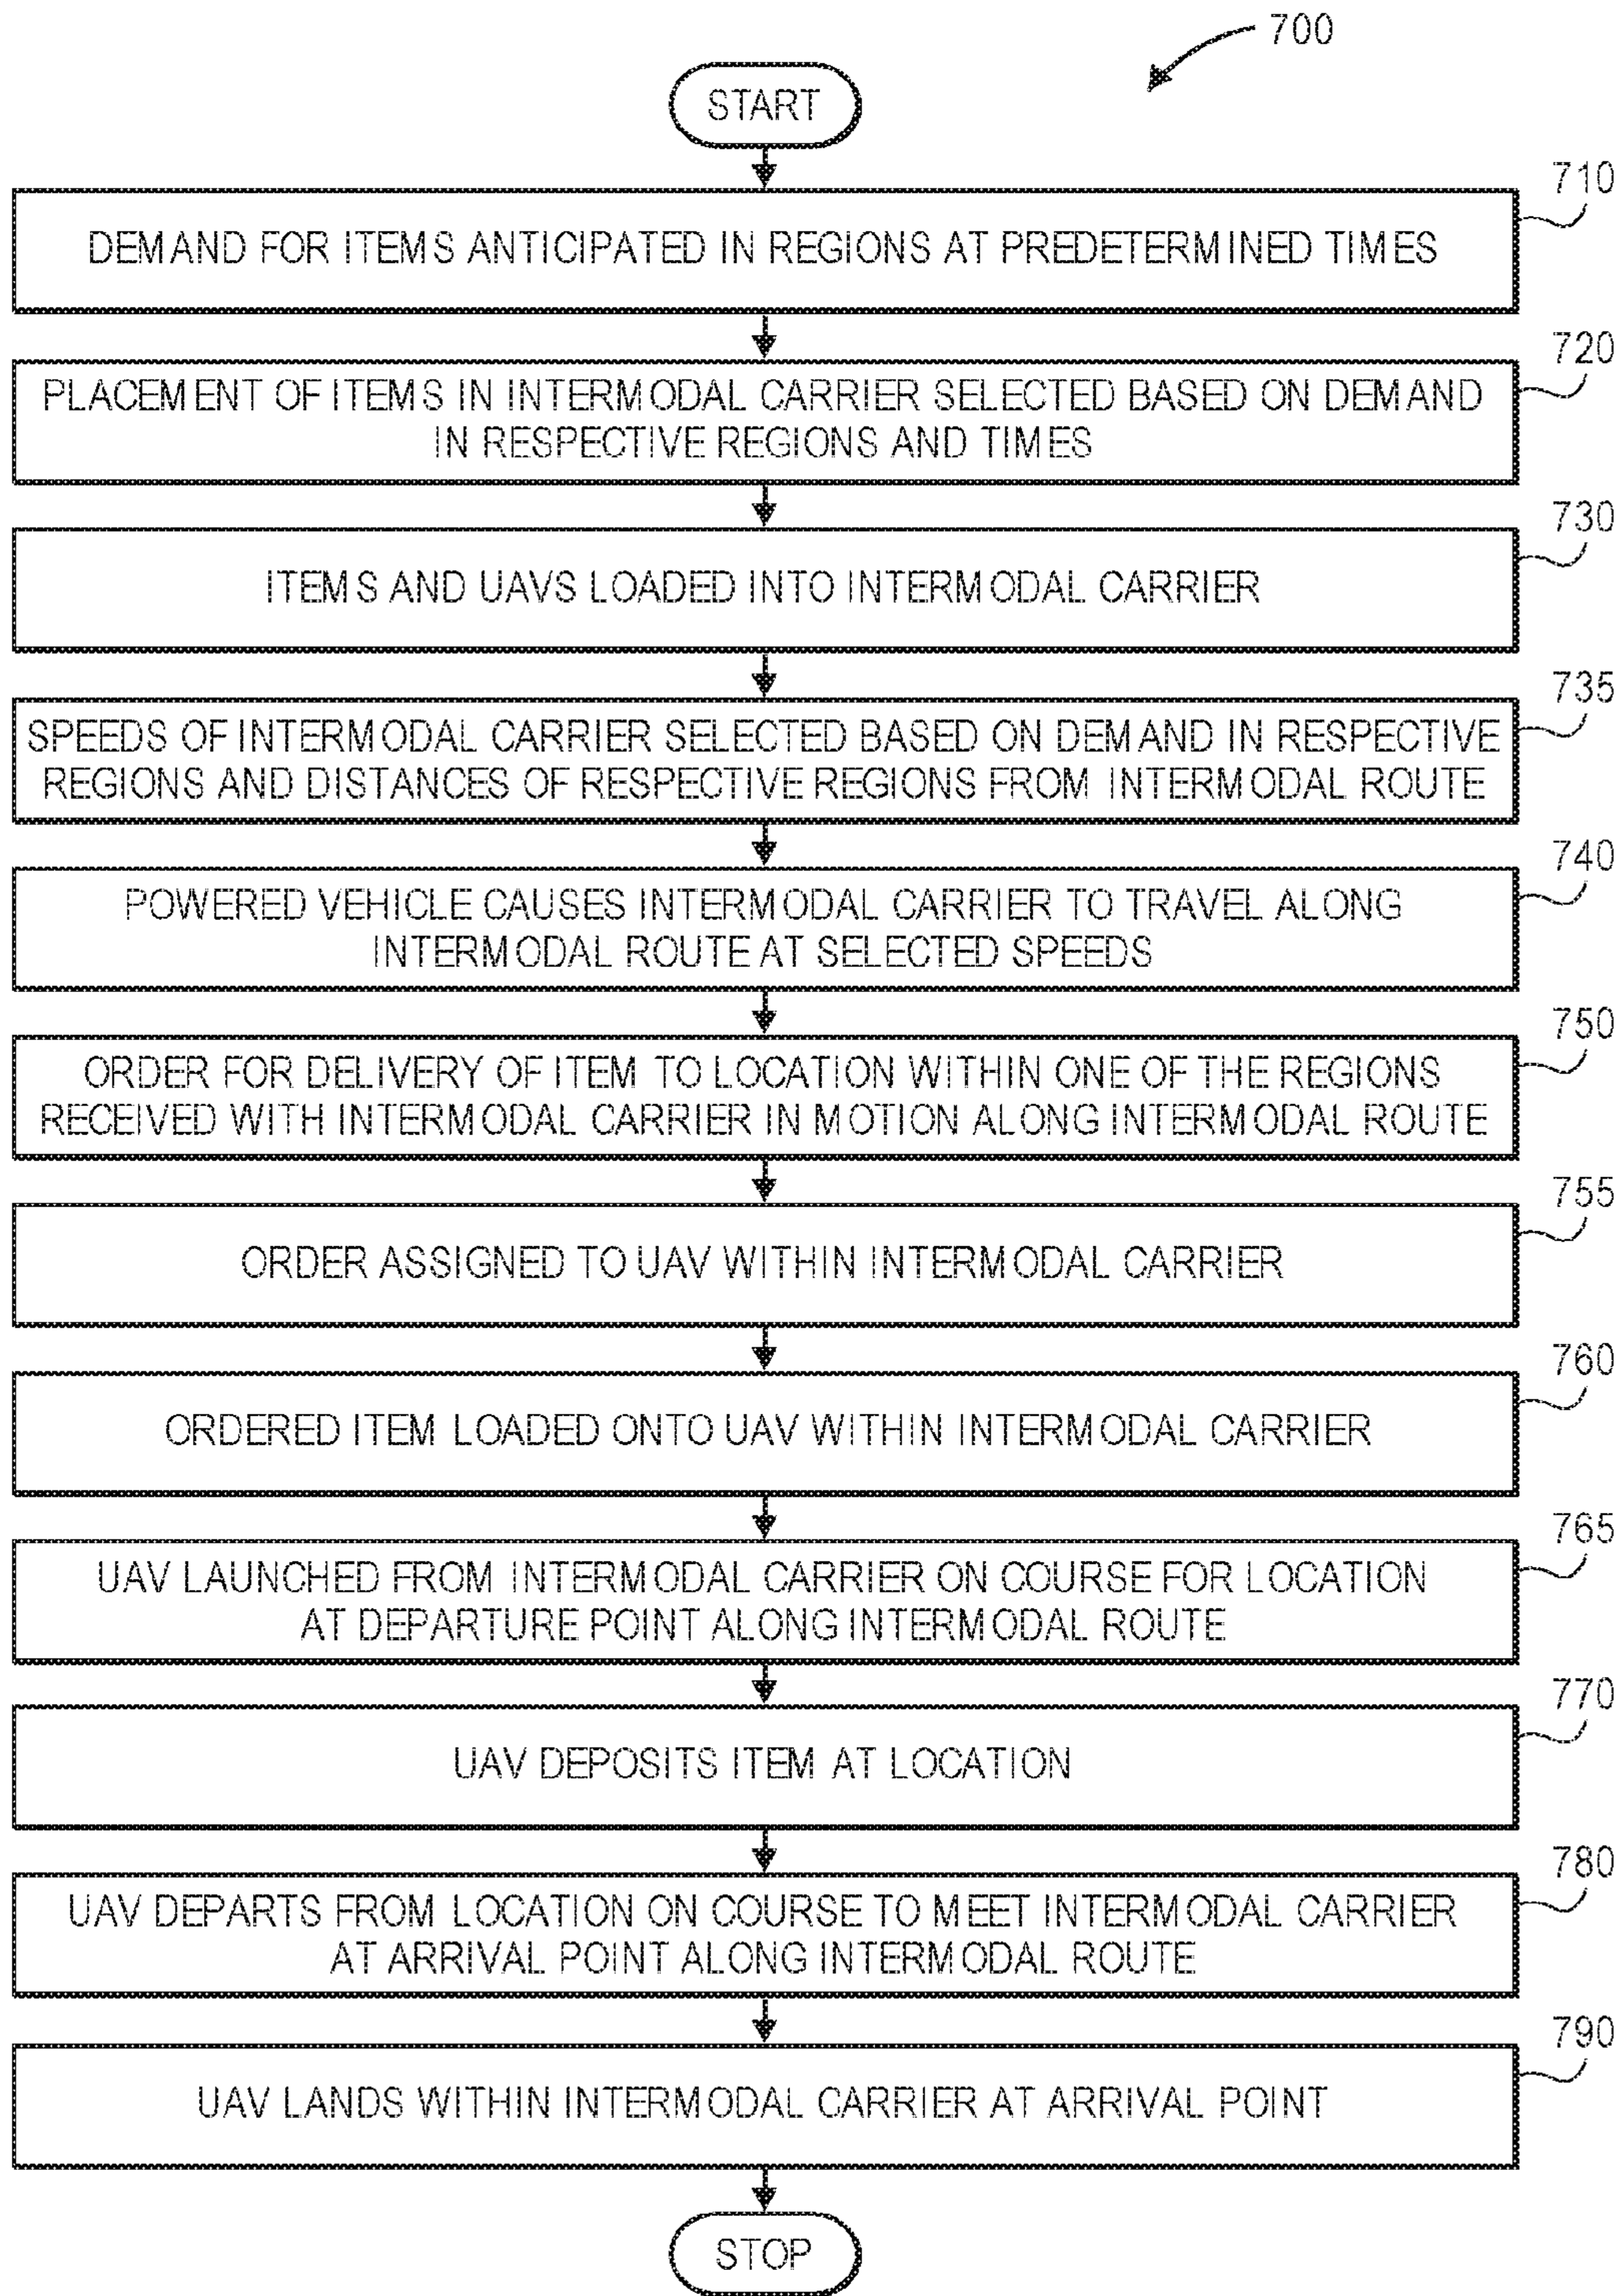 700
START
710
DEMAND FOR ITEMS ANTICIPATED IN REGIONS AT PREDETERMINED TIMES
720
PLACEMENT OF ITEMS IN INTERMODAL CARRIER SELECTED BASED ON DEMAND
IN RESPECTIVE REGIONS AND TIMES
730
ITEMS AND UAVS LOADED INTO INTERMODAL CARRIER
735
SPEEDS OF INTERMODAL CARRIER SELECTED BASED ON DEMAND IN RESPECTIVE
REGIONS AND DISTANCES OF RESPECTIVE REGIONS FROM INTERMODAL ROUTE
740
POWERED VEHICLE CAUSES INTERMODAL CARRIER TO TRAVEL ALONG
INTERMODAL ROUTE AT SELECTED SPEEDS
750
ORDER FOR DELIVERY OF ITEM TO LOCATION WITHIN ONE OF THE REGIONS
RECEIVED WITH INTERMODAL CARRIER IN MOTION ALONG INTERMODAL ROUTE
755
ORDER ASSIGNED TO UAV WITHIN INTERMODAL CARRIER
760
ORDERED ITEM LOADED ONTO UAV WITHIN INTERMODAL CARRIER
765
UAV LAUNCHED FROM INTERMODAL CARRIER ON COURSE FOR LOCATION
AT DEPARTURE POINT ALONG INTERMODAL ROUTE
770
UAV DEPOSITS ITEM AT LOCATION
780
UAV DEPARTS FROM LOCATION ON COURSE TO MEET INTERMODAL CARRIER
AT ARRIVAL POINT ALONG INTERMODAL ROUTE
790
UAV LANDS WITHIN INTERMODAL CARRIER AT ARRIVAL POINT
STOP